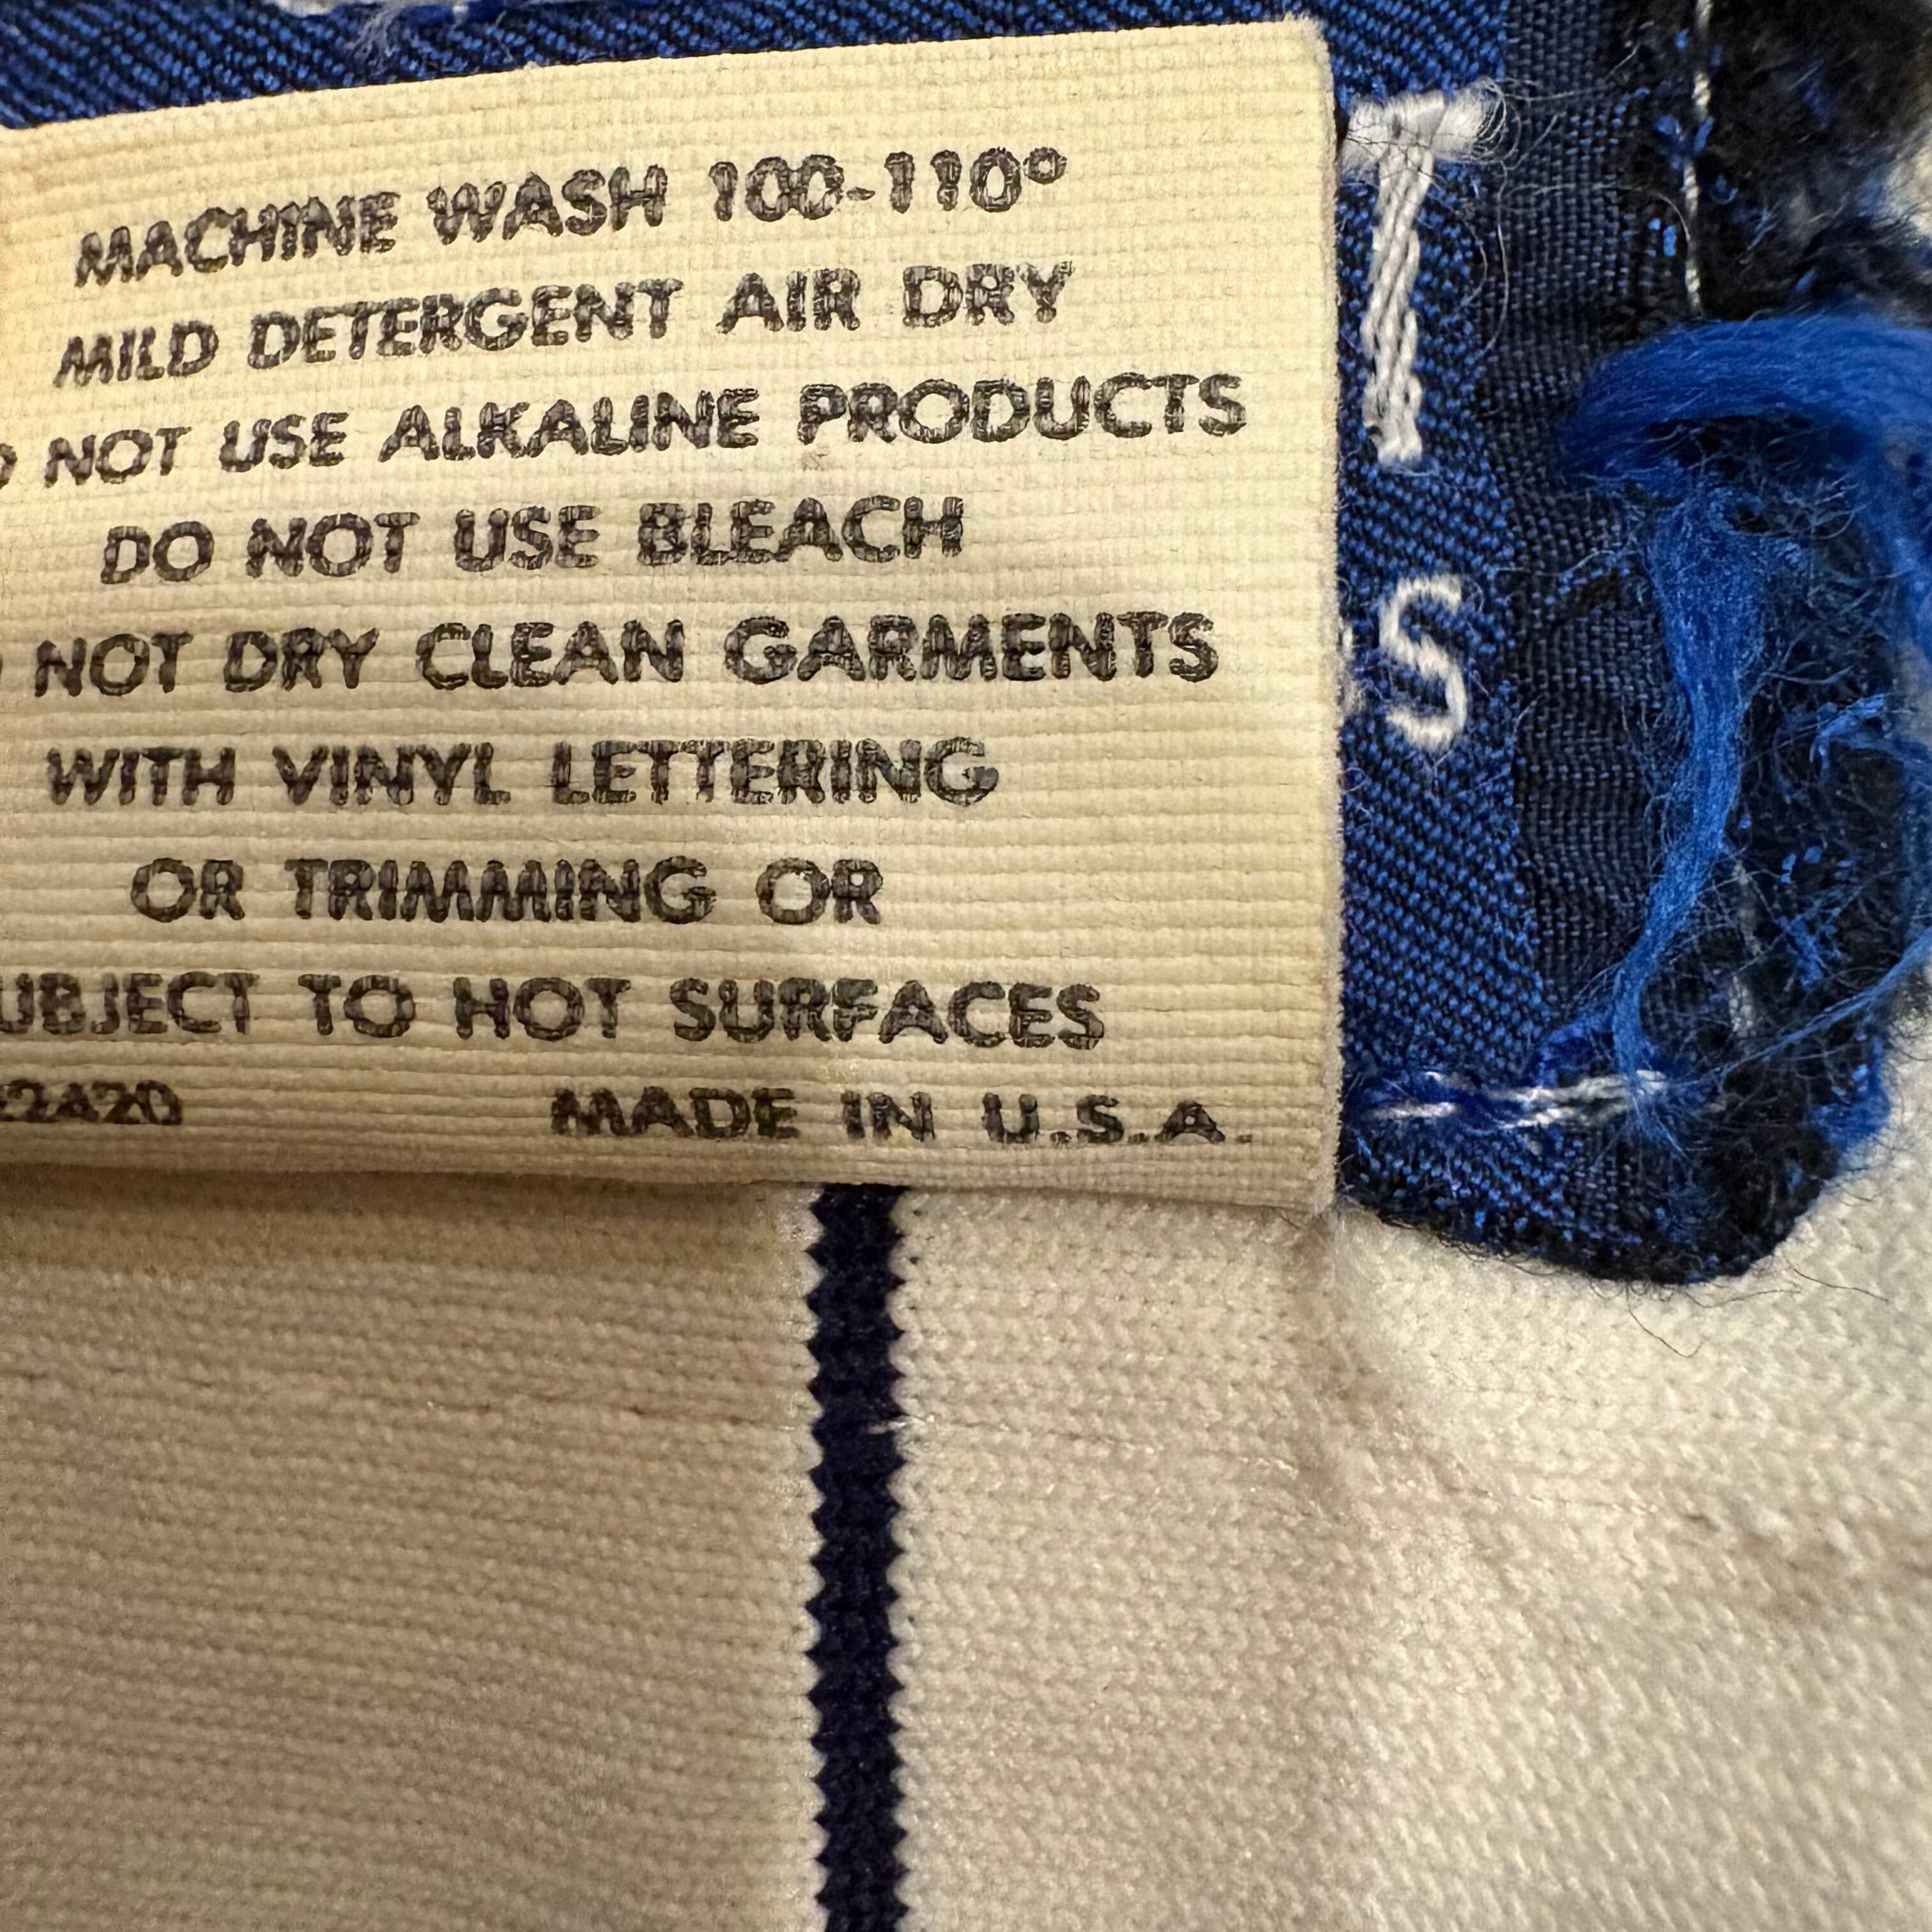 MACHINE WASH 100-110°
MILD DETERGENT AIR DRY
NOT USE ALKALINE PRODUCTS
DO NOT USE BLEACH
NOT DRY CLEAN GARMENTS
WITH VINYL LETTERING
OR TRIMMING OR
UBJECT TO HOT SURFACES
22420 MADE IN U.S.A.
T
S